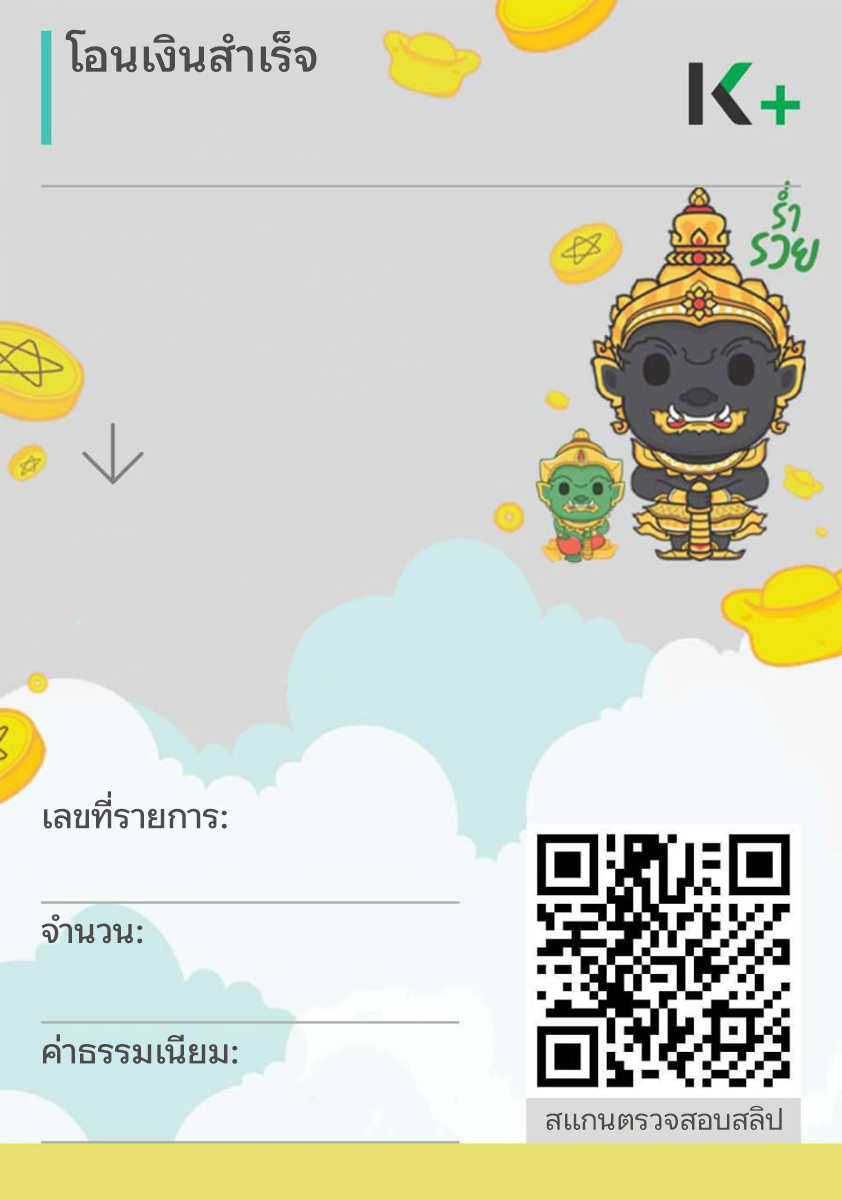 โอนเงินสำเร็จ
K+
ร่ำ
รวย
เลขที่รายการ:
จำนวน:
ค่าธรรมเนียม:
สแกนตรวจสอบสลิป